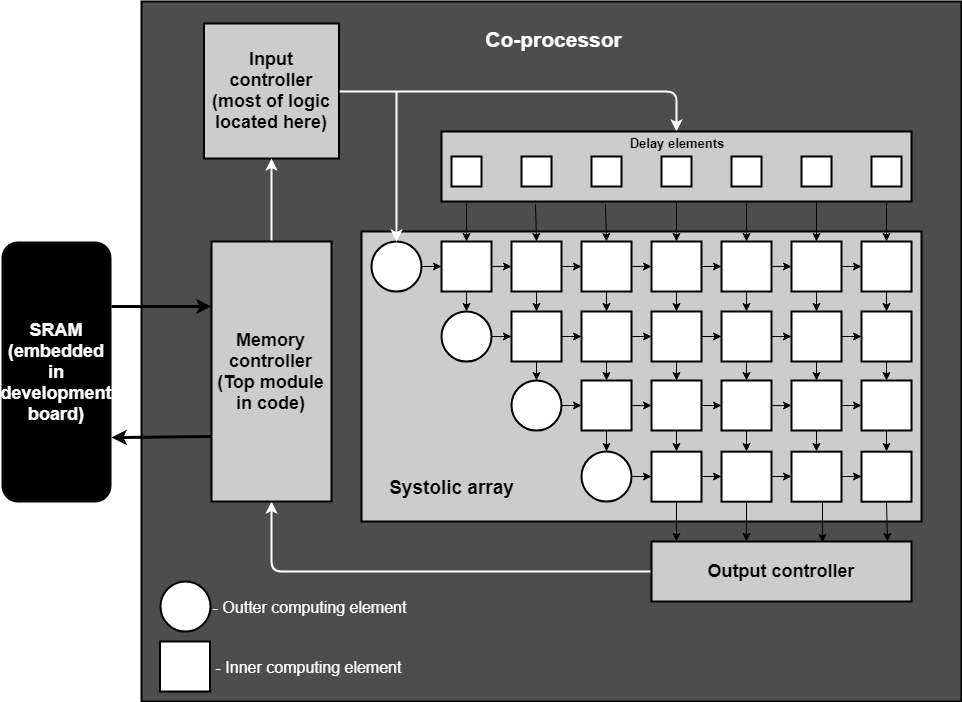 Co-processor
Input
controller
(most of logic
located here)
Delay elements
SRAM
(embedded
in
development
board)
Memory
controller
(Top module
in code)
Systolic array
Output controller
- Outter computing element
- Inner computing element